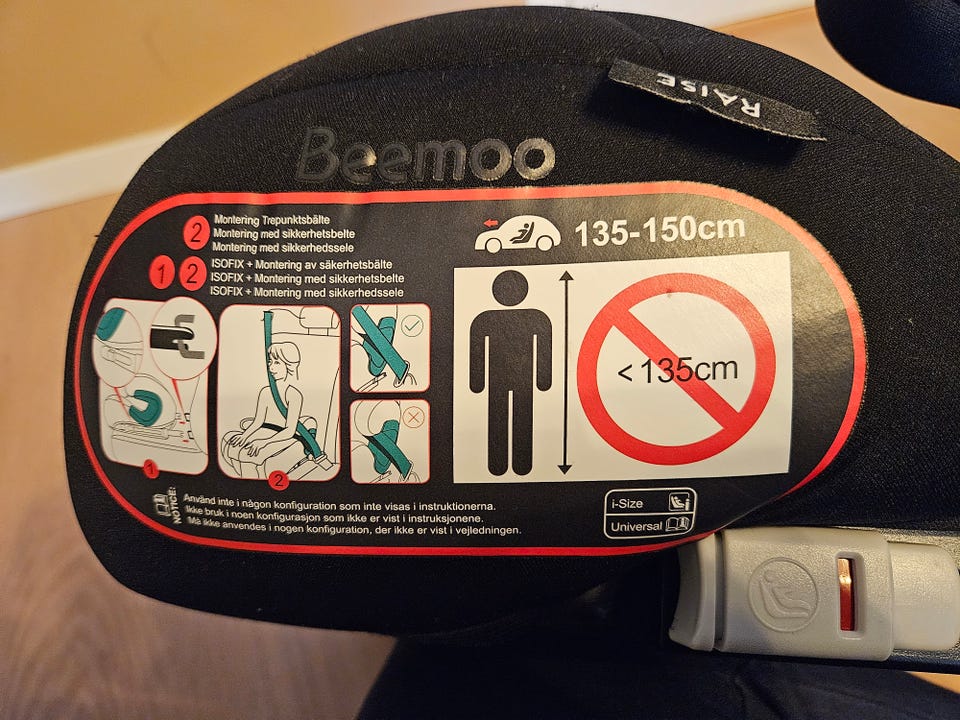 RAISE
Beemoo
2 Montering Trepunktsbälte
Montering med sikkerhetsbelte
Montering med sikkerhedssele
1 2 ISOFIX + Montering av säkerhetsbälte
ISOFIX + Montering med sikkerhetsbelte
ISOFIX + Montering med sikkerhedssele
1
2
135-150cm
<135cm
NOTICE:
Använd inte i någon konfiguration som inte visas i instruktionerna.
Ikke bruk i noen konfigurasjon som ikke er vist i instruksjonene.
Må ikke anvendes i nogen konfiguration, der ikke er vist i vejledningen.
i-Size
Universal